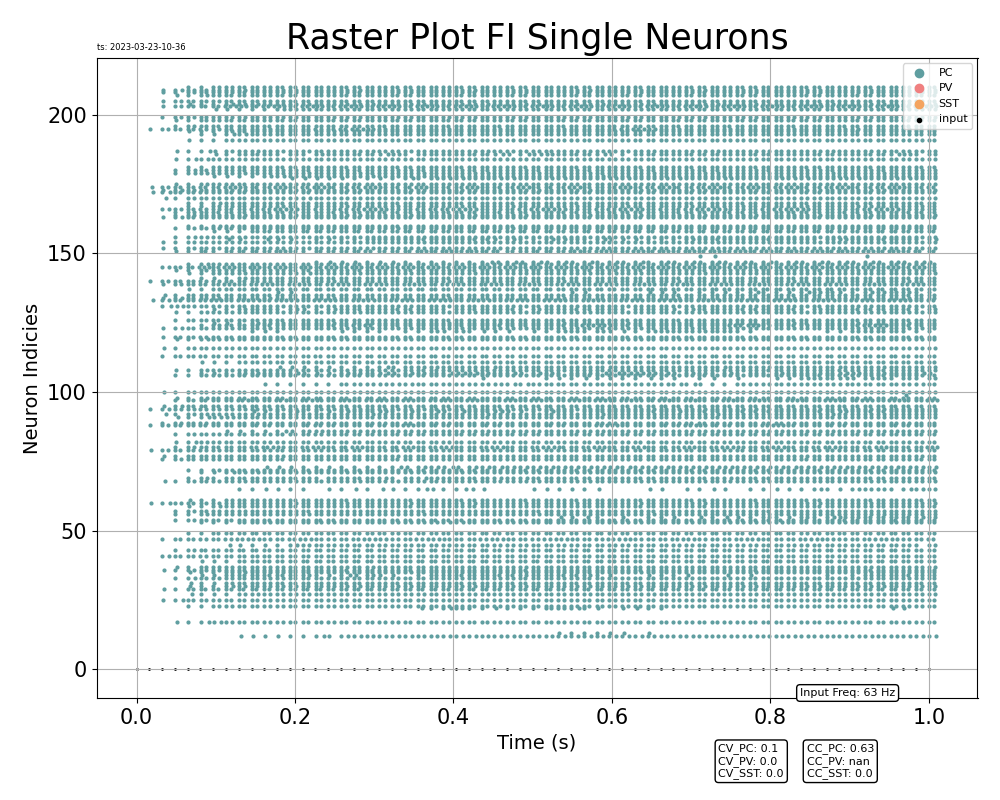 Raster Plot FI Single Neurons
ts: 2023-03-23-10-36
PC
PV
SST
input
200
150
100
50
0
Neuron Indicies
0.0 0.2 0.4 0.6 0.8 1.0
Time (s)
Input Freq: 63 Hz
CV_PC: 0.1
CV_PV: 0.0
CV_SST: 0.0
CC_PC: 0.63
CC_PV: nan
CC_SST: 0.0